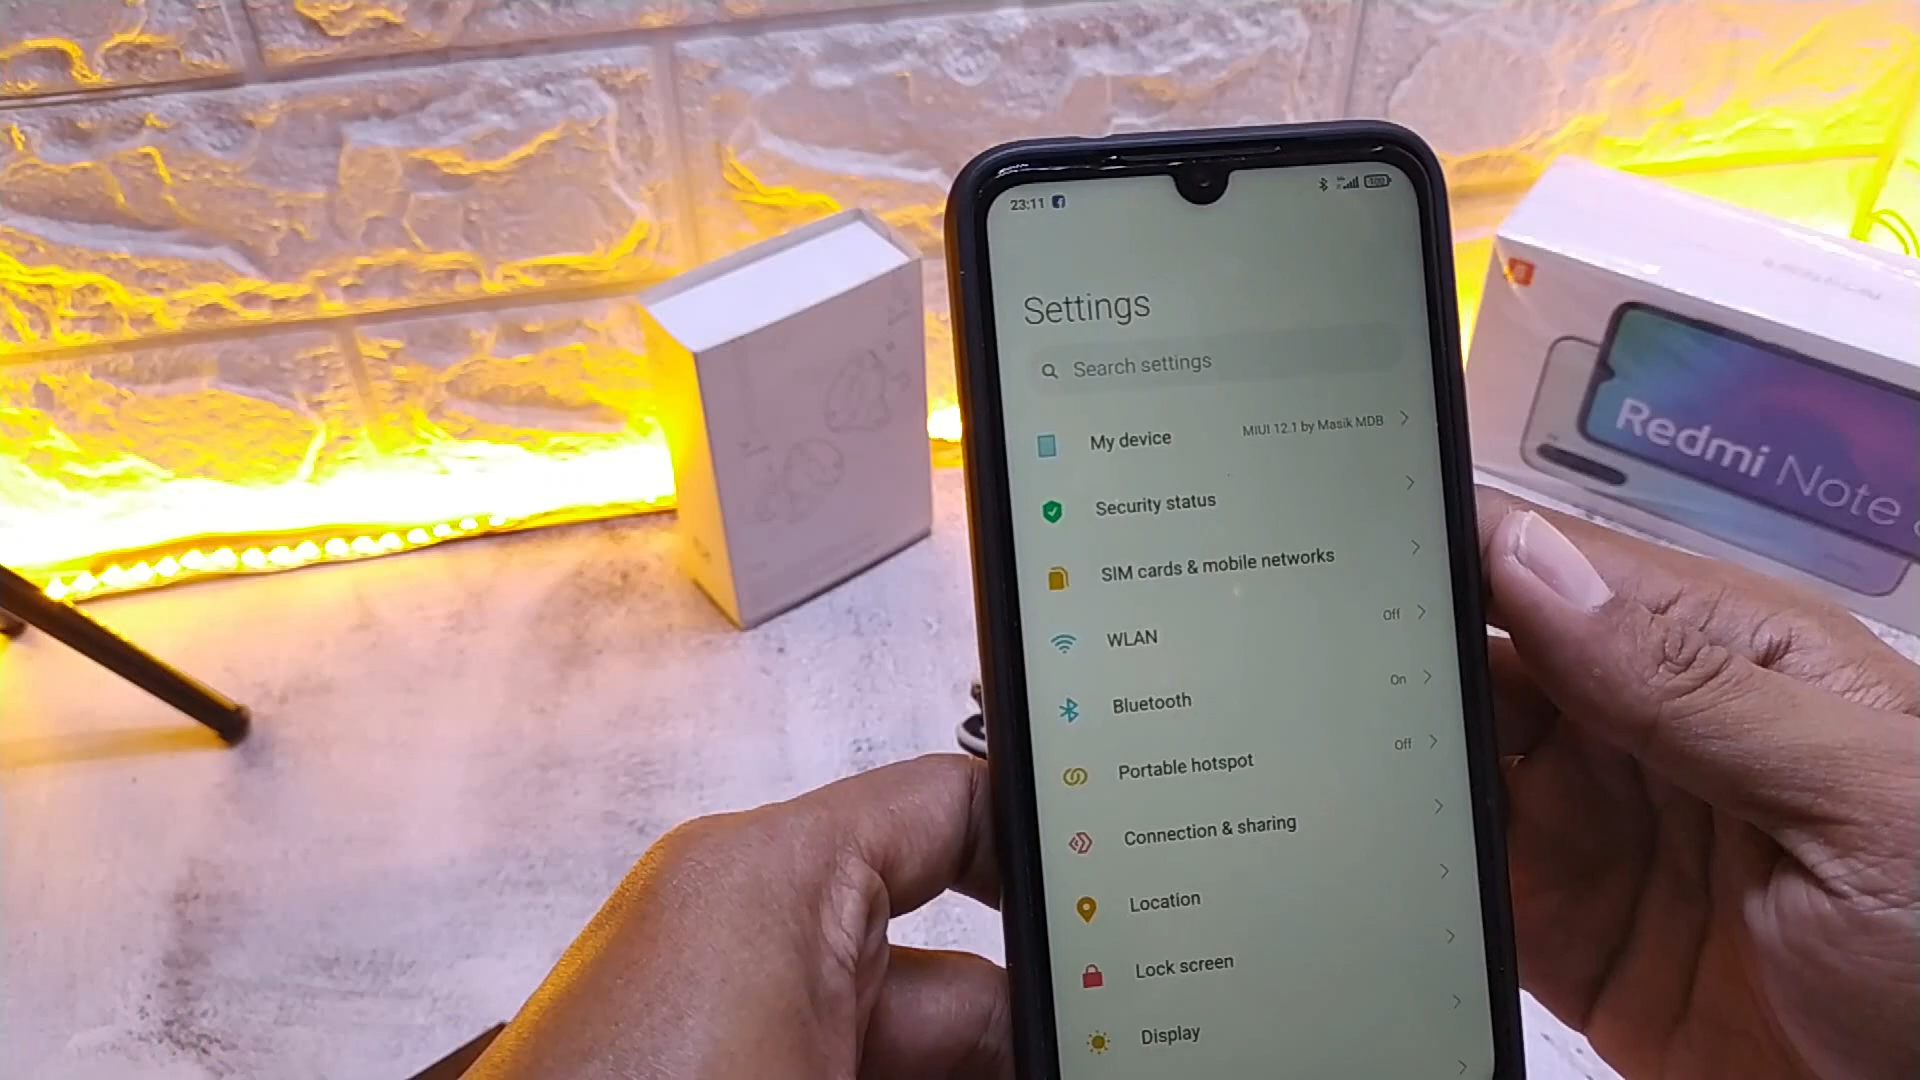 23:11
Settings
Search settings
My device
MIUI 12.1 by Masik MDB
Security status
SIM cards & mobile networks
WLAN
Off
Bluetooth
On
Portable hotspot
Off
Connection & sharing
Location
Lock screen
Display
Redmi Note